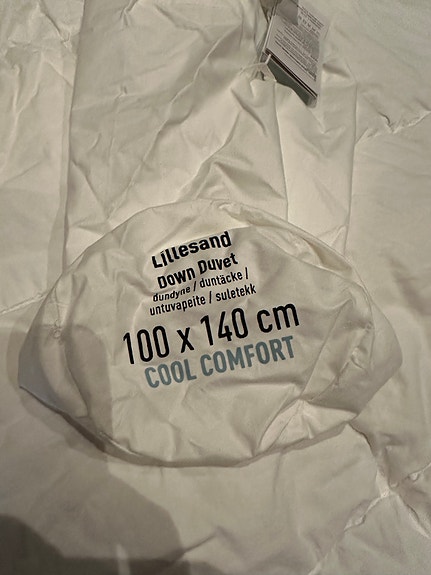 Lillesand
Down Duvet
dundyne / duntäcke /
untuvapeite / suletekk
100 x 140 cm
COOL COMFORT